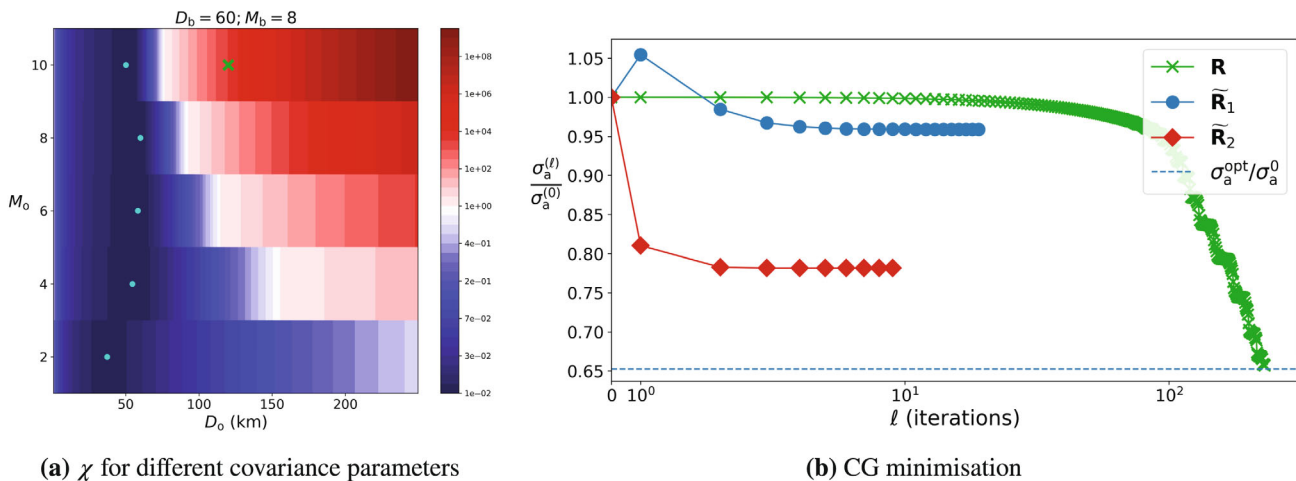 D_b = 60; M_b = 8
10
8
6
4
2
M_o
50
100
150
200
D_o (km)
1e+08
1e+06
1e+04
1e+02
1e+00
4e−01
2e−01
7e−02
3e−02
1e−02
(a) χ for different covariance parameters
1.05
1.00
0.95
0.90
0.85
0.80
0.75
0.70
0.65
σ_a^(ℓ) / σ_a^(0)
R
R̃_1
R̃_2
σ_a^opt/σ_a^0
0
10^0
10^1
10^2
ℓ (iterations)
(b) CG minimisation